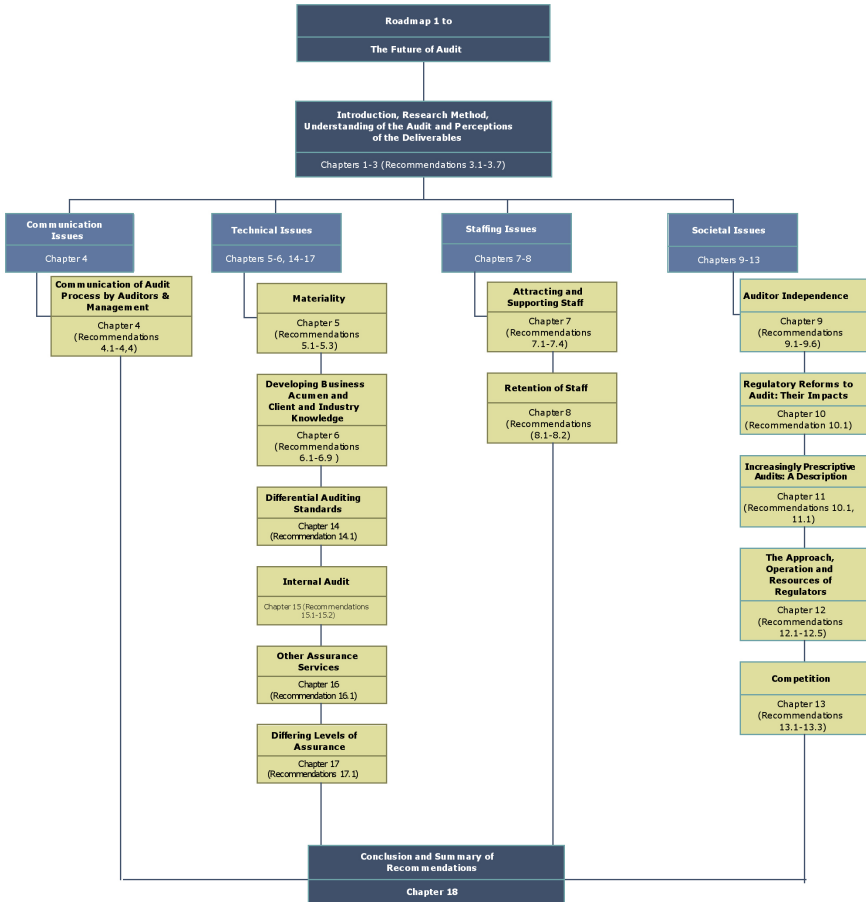 Roadmap 1 to
The Future of Audit
Introduction, Research Method,
Understanding of the Audit and Perceptions
of the Deliverables
Chapters 1-3 (Recommendations 3.1-3.7)
Communication
Issues
Chapter 4
Technical Issues
Chapters 5-6, 14-17
Staffing Issues
Chapters 7-8
Societal Issues
Chapters 9-13
Communication of Audit
Process by Auditors &
Management
Chapter 4
(Recommendations
4.1-4,4)
Materiality
Chapter 5
(Recommendations
5.1-5.3)
Developing Business
Acumen and
Client and Industry
Knowledge
Chapter 6
(Recommendations
6.1-6.9 )
Differential Auditing
Standards
Chapter 14
(Recommendation 14.1)
Internal Audit
Chapter 15 (Recommendations
15.1-15.2)
Other Assurance
Services
Chapter 16
(Recommendation 16.1)
Differing Levels of
Assurance
Chapter 17
(Recommendations 17.1)
Attracting and
Supporting Staff
Chapter 7
(Recommendations
7.1-7.4)
Retention of Staff
Chapter 8
(Recommendations
(8.1-8.2)
Auditor Independence
Chapter 9
(Recommendations
9.1-9.6)
Regulatory Reforms to
Audit: Their Impacts
Chapter 10
(Recommendation 10.1)
Increasingly Prescriptive
Audits: A Description
Chapter 11
(Recommendations 10.1,
11.1)
The Approach,
Operation and
Resources of
Regulators
Chapter 12
(Recommendations
12.1-12.5)
Competition
Chapter 13
(Recommendations
13.1-13.3)
Conclusion and Summary of
Recommendations
Chapter 18